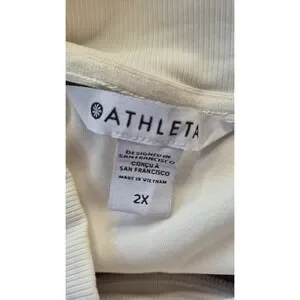 ATHLETA
DESIGNED IN
SAN FRANCISCO
CONÇU À
SAN FRANCISCO
MADE IN VIETNAM
2X